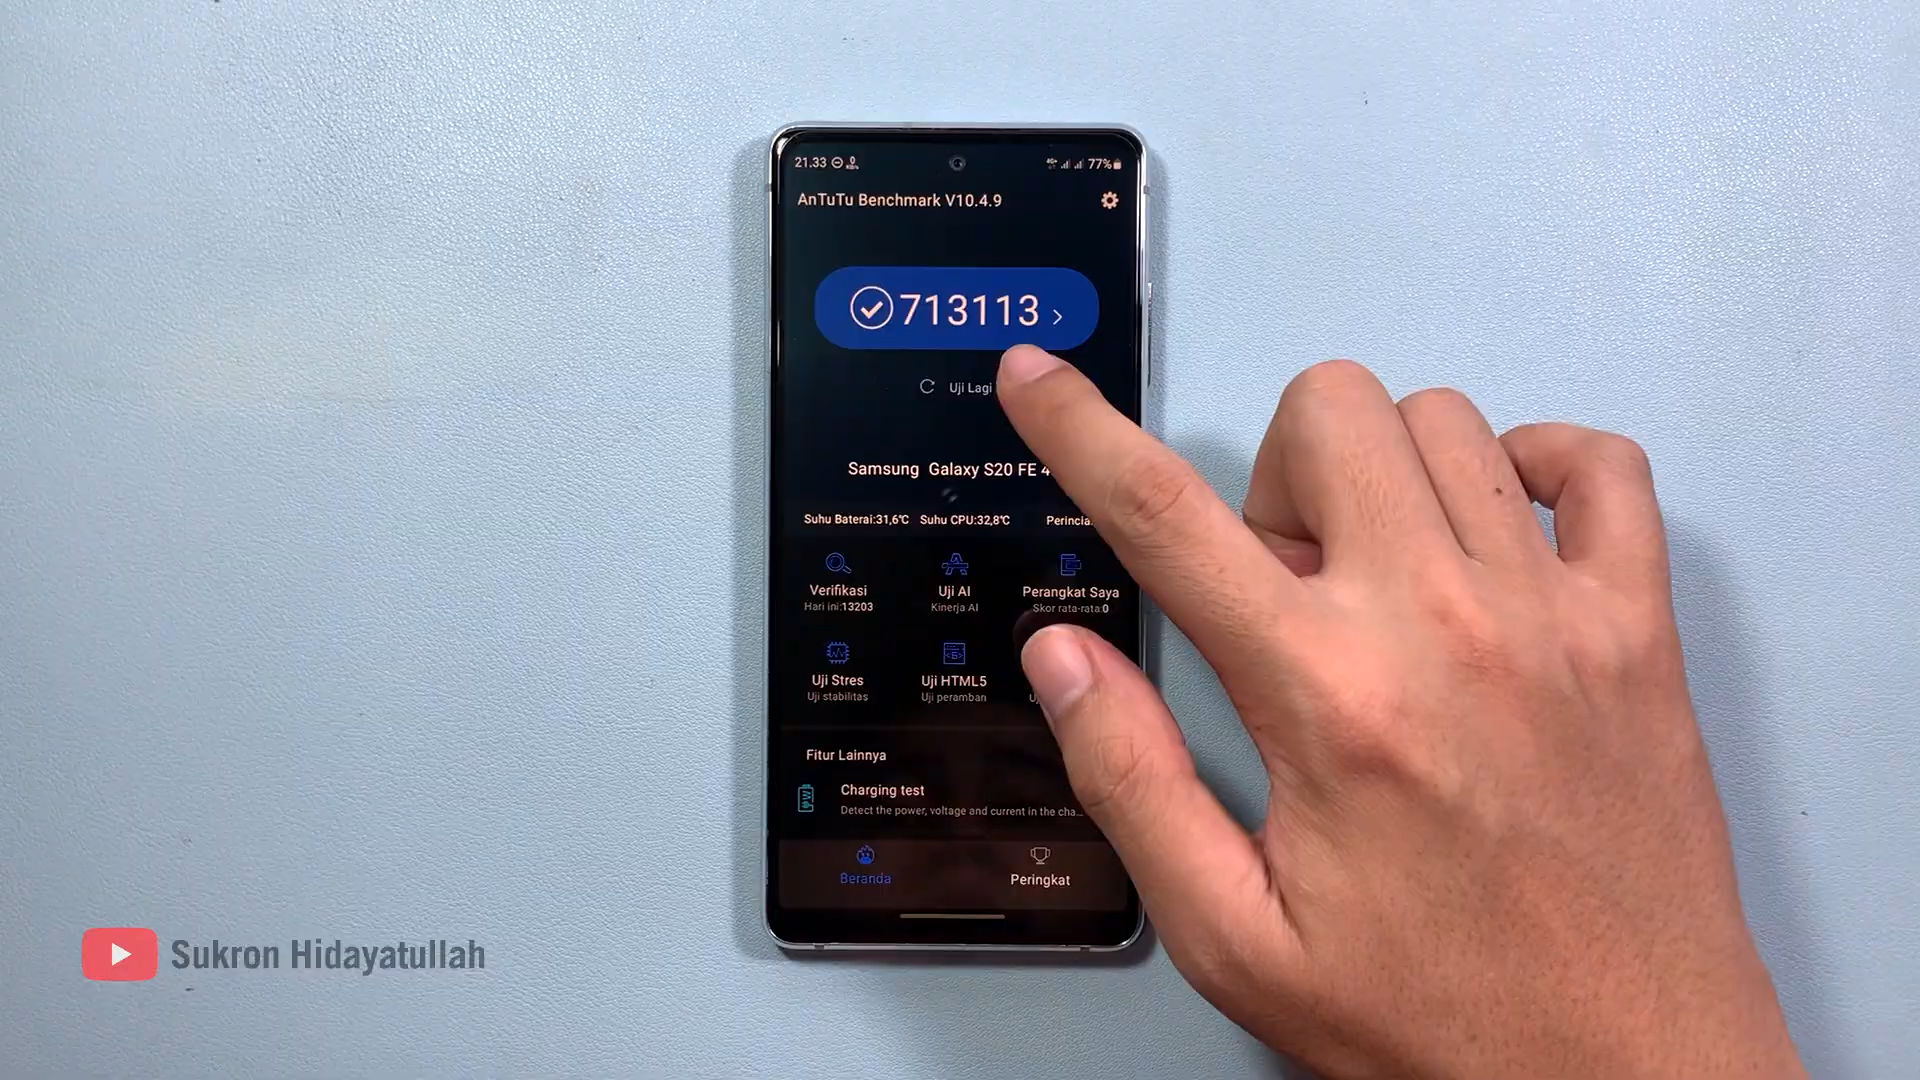 21.33
77%
AnTuTu Benchmark V10.4.9
713113
Uji Lagi
Samsung Galaxy S20 FE 4
Suhu Baterai:31,6℃ Suhu CPU:32,8℃
Verifikasi
Hari ini:13203
Uji AI
Kinerja AI
Perangkat Saya
Skor rata-rata:0
Uji Stres
Uji stabilitas
Uji HTML5
Uji peramban
Fitur Lainnya
Charging test
Detect the power, voltage and current in the cha...
Beranda
Peringkat
Sukron Hidayatullah